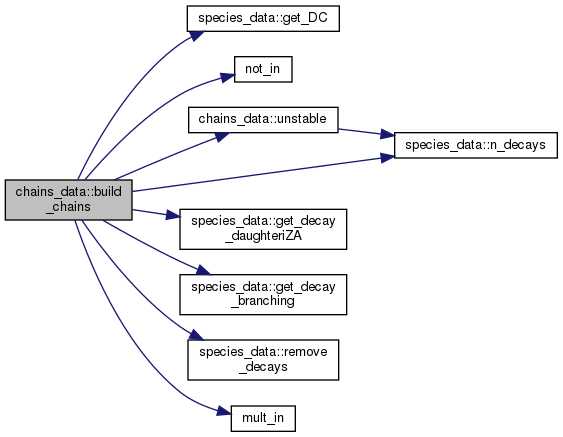 species_data::get_DC
not_in
chains_data::unstable
species_data::n_decays
chains_data::build
_chains
species_data::get_decay
_daughteriZA
species_data::get_decay
_branching
species_data::remove
_decays
mult_in